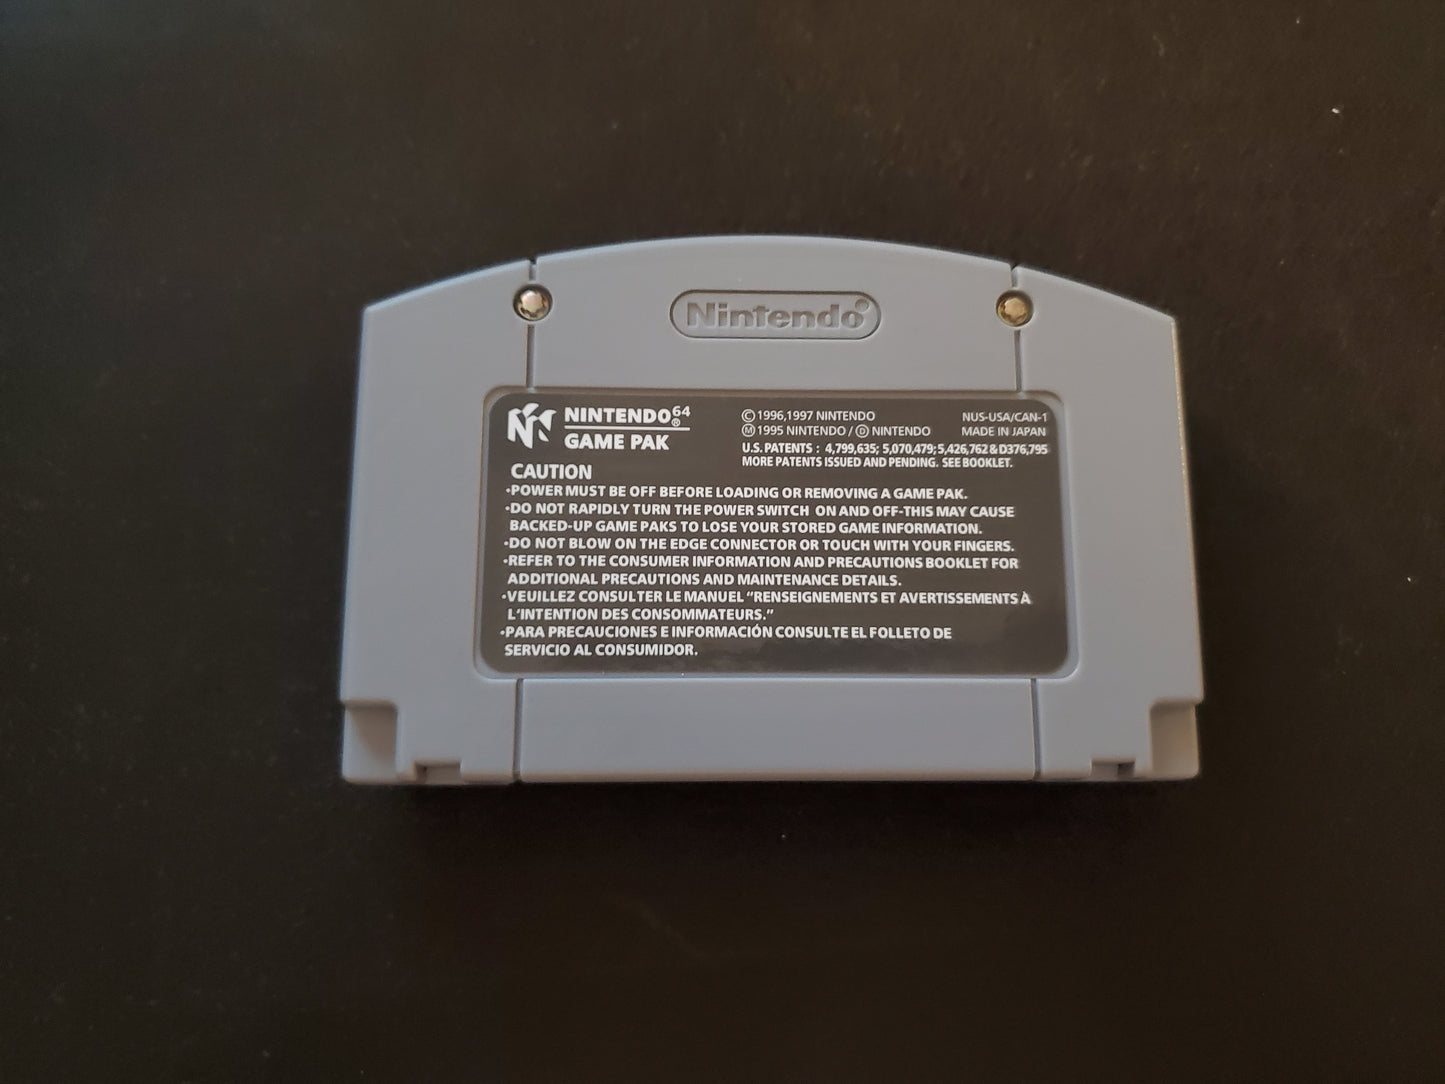 Nintendo®
NINTENDO64®
GAME PAK
©1996,1997 NINTENDO
Ⓜ1995 NINTENDO / Ⓓ NINTENDO
NUS-USA/CAN-1
MADE IN JAPAN
U.S. PATENTS : 4,799,635; 5,070,479; 5,426,762 & D376,795
MORE PATENTS ISSUED AND PENDING. SEE BOOKLET.
CAUTION
•POWER MUST BE OFF BEFORE LOADING OR REMOVING A GAME PAK.
•DO NOT RAPIDLY TURN THE POWER SWITCH ON AND OFF-THIS MAY CAUSE
BACKED-UP GAME PAKS TO LOSE YOUR STORED GAME INFORMATION.
•DO NOT BLOW ON THE EDGE CONNECTOR OR TOUCH WITH YOUR FINGERS.
•REFER TO THE CONSUMER INFORMATION AND PRECAUTIONS BOOKLET FOR
ADDITIONAL PRECAUTIONS AND MAINTENANCE DETAILS.
•VEUILLEZ CONSULTER LE MANUEL "RENSEIGNEMENTS ET AVERTISSEMENTS À
L'INTENTION DES CONSOMMATEURS."
•PARA PRECAUCIONES E INFORMACIÓN CONSULTE EL FOLLETO DE
SERVICIO AL CONSUMIDOR.